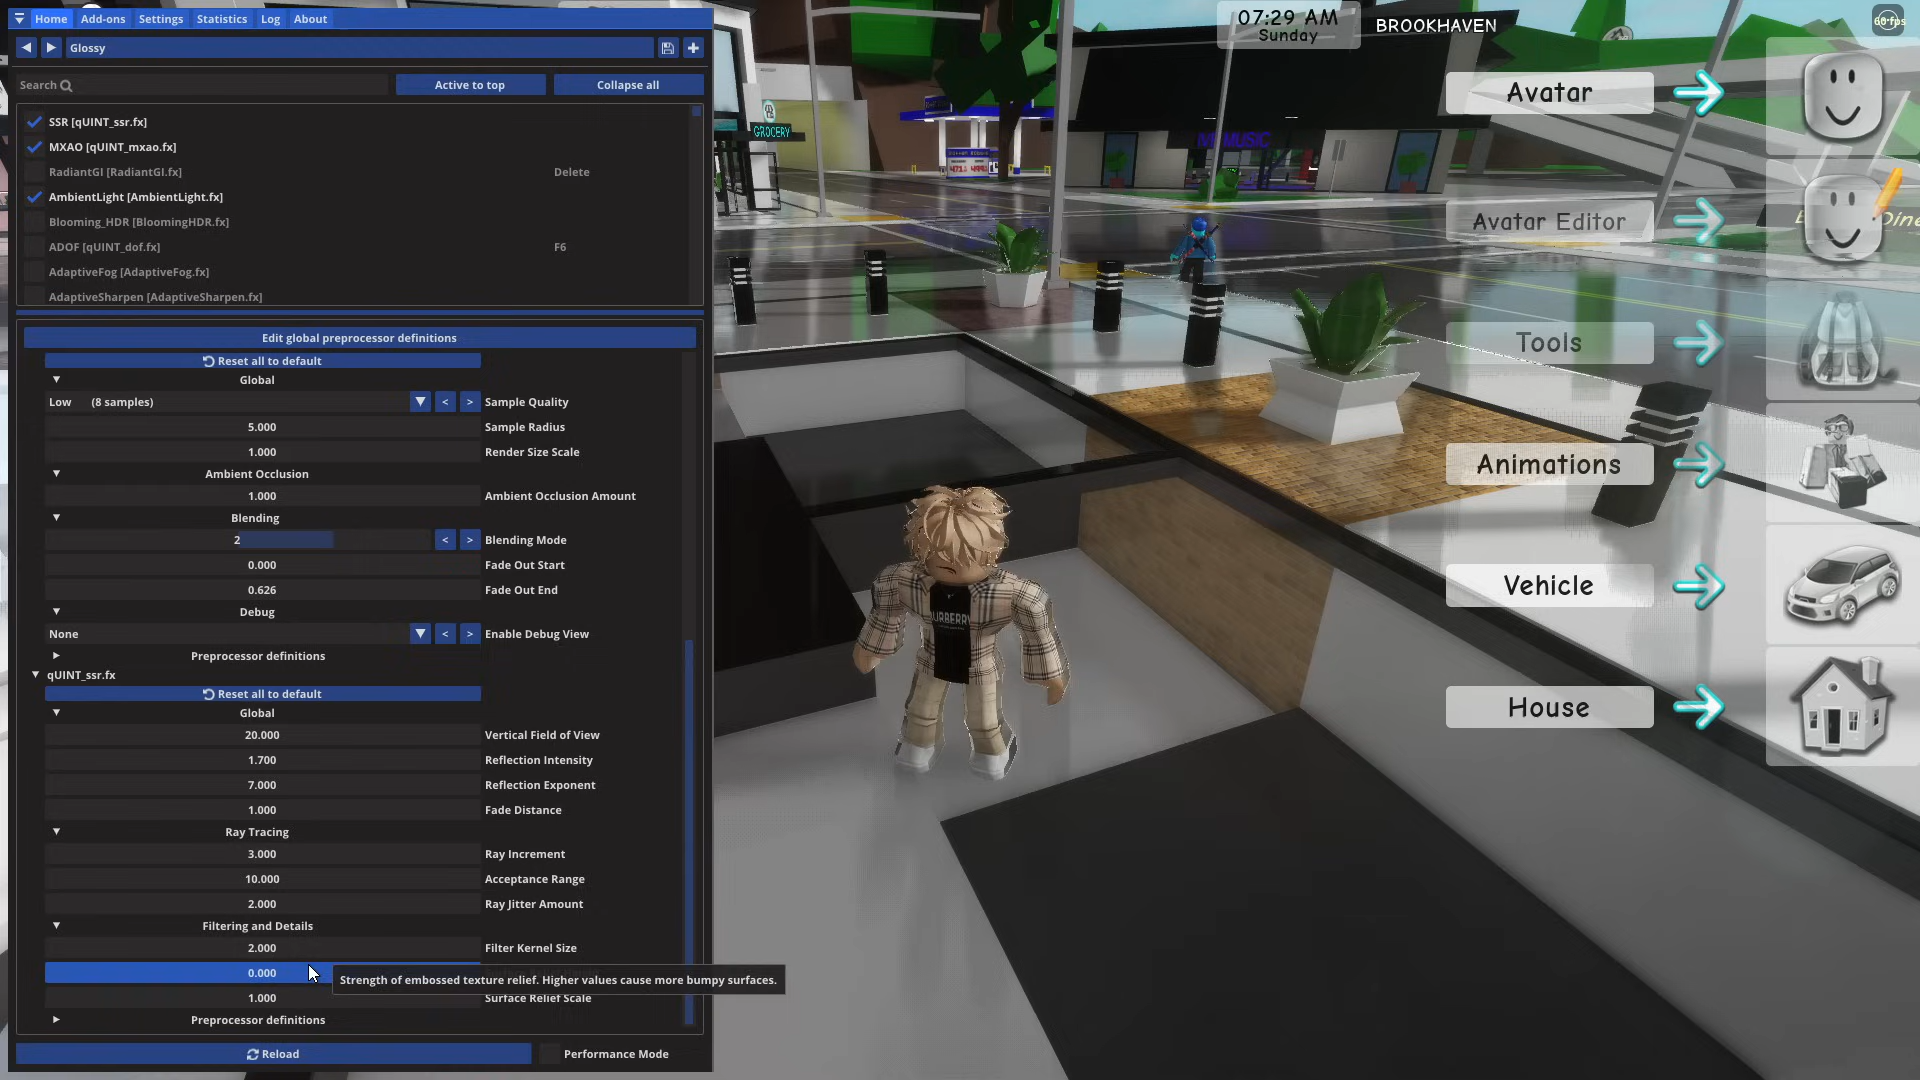 Home Add-ons Settings Statistics Log About
Glossy
Search
Active to top
Collapse all
SSR [qUINT_ssr.fx]
MXAO [qUINT_mxao.fx]
RadiantGI [RadiantGI.fx] Delete
AmbientLight [AmbientLight.fx]
Blooming_HDR [BloomingHDR.fx]
ADOF [qUINT_dof.fx] F6
AdaptiveFog [AdaptiveFog.fx]
AdaptiveSharpen [AdaptiveSharpen.fx]
Edit global preprocessor definitions
Reset all to default
Global
Low (8 samples) < > Sample Quality
5.000 Sample Radius
1.000 Render Size Scale
Ambient Occlusion
1.000 Ambient Occlusion Amount
Blending
2 < > Blending Mode
0.000 Fade Out Start
0.626 Fade Out End
Debug
None < > Enable Debug View
Preprocessor definitions
qUINT_ssr.fx
Reset all to default
Global
20.000 Vertical Field of View
1.700 Reflection Intensity
7.000 Reflection Exponent
1.000 Fade Distance
Ray Tracing
3.000 Ray Increment
10.000 Acceptance Range
2.000 Ray Jitter Amount
Filtering and Details
2.000 Filter Kernel Size
0.000
Strength of embossed texture relief. Higher values cause more bumpy surfaces.
1.000 Surface Relief Scale
Preprocessor definitions
Reload
Performance Mode
07:29 AM
Sunday
BROOKHAVEN
60 fps
GROCERY
MUSIC
Avatar
Avatar Editor
Tools
Animations
Vehicle
House